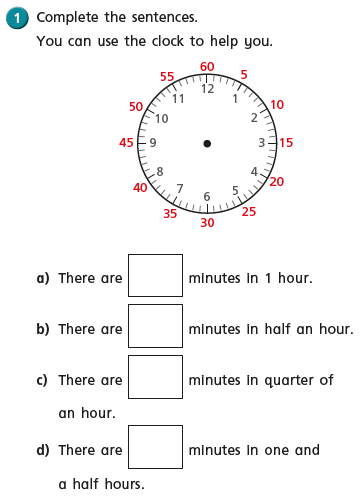 1 Complete the sentences.
You can use the clock to help you.
60
55 5
12
11 1
50 10
10 2
45 9 3 15
8 4
40 20
7 5
6
35 25
30
a) There are minutes in 1 hour.
b) There are minutes in half an hour.
c) There are minutes in quarter of
an hour.
d) There are minutes in one and
a half hours.